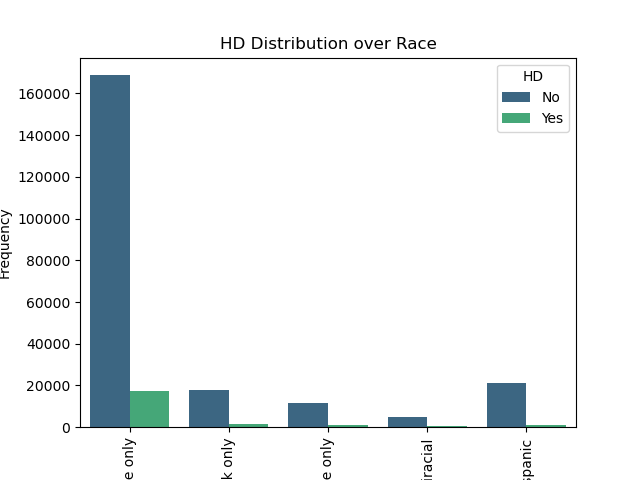 HD Distribution over Race
HD
No
Yes
Frequency
160000
140000
120000
100000
80000
60000
40000
20000
0
e only
k only
e only
iracial
spanic